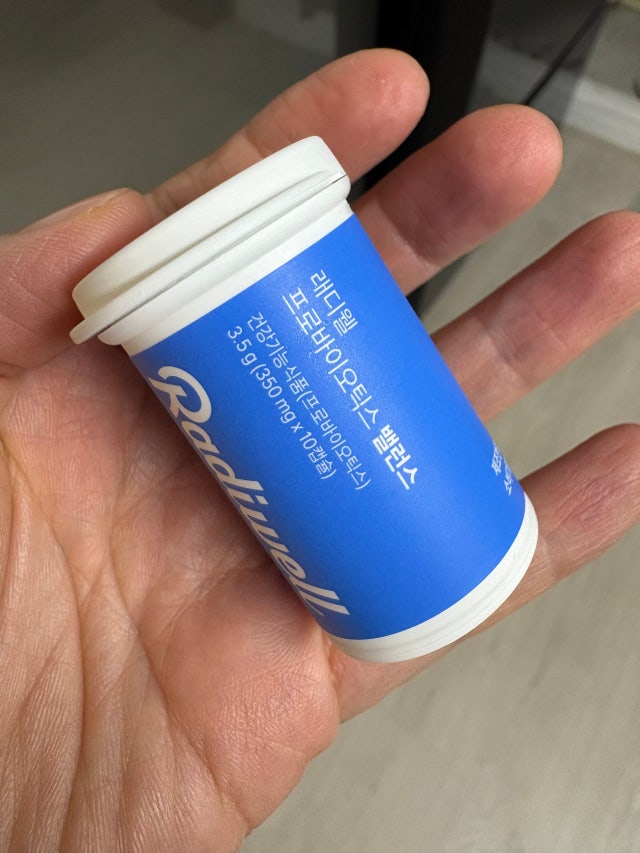 래디웰
프로바이오틱스 밸런스
건강기능식품(프로바이오틱스)
3.5 g (350 mg x 10캡슐)
Radiwell